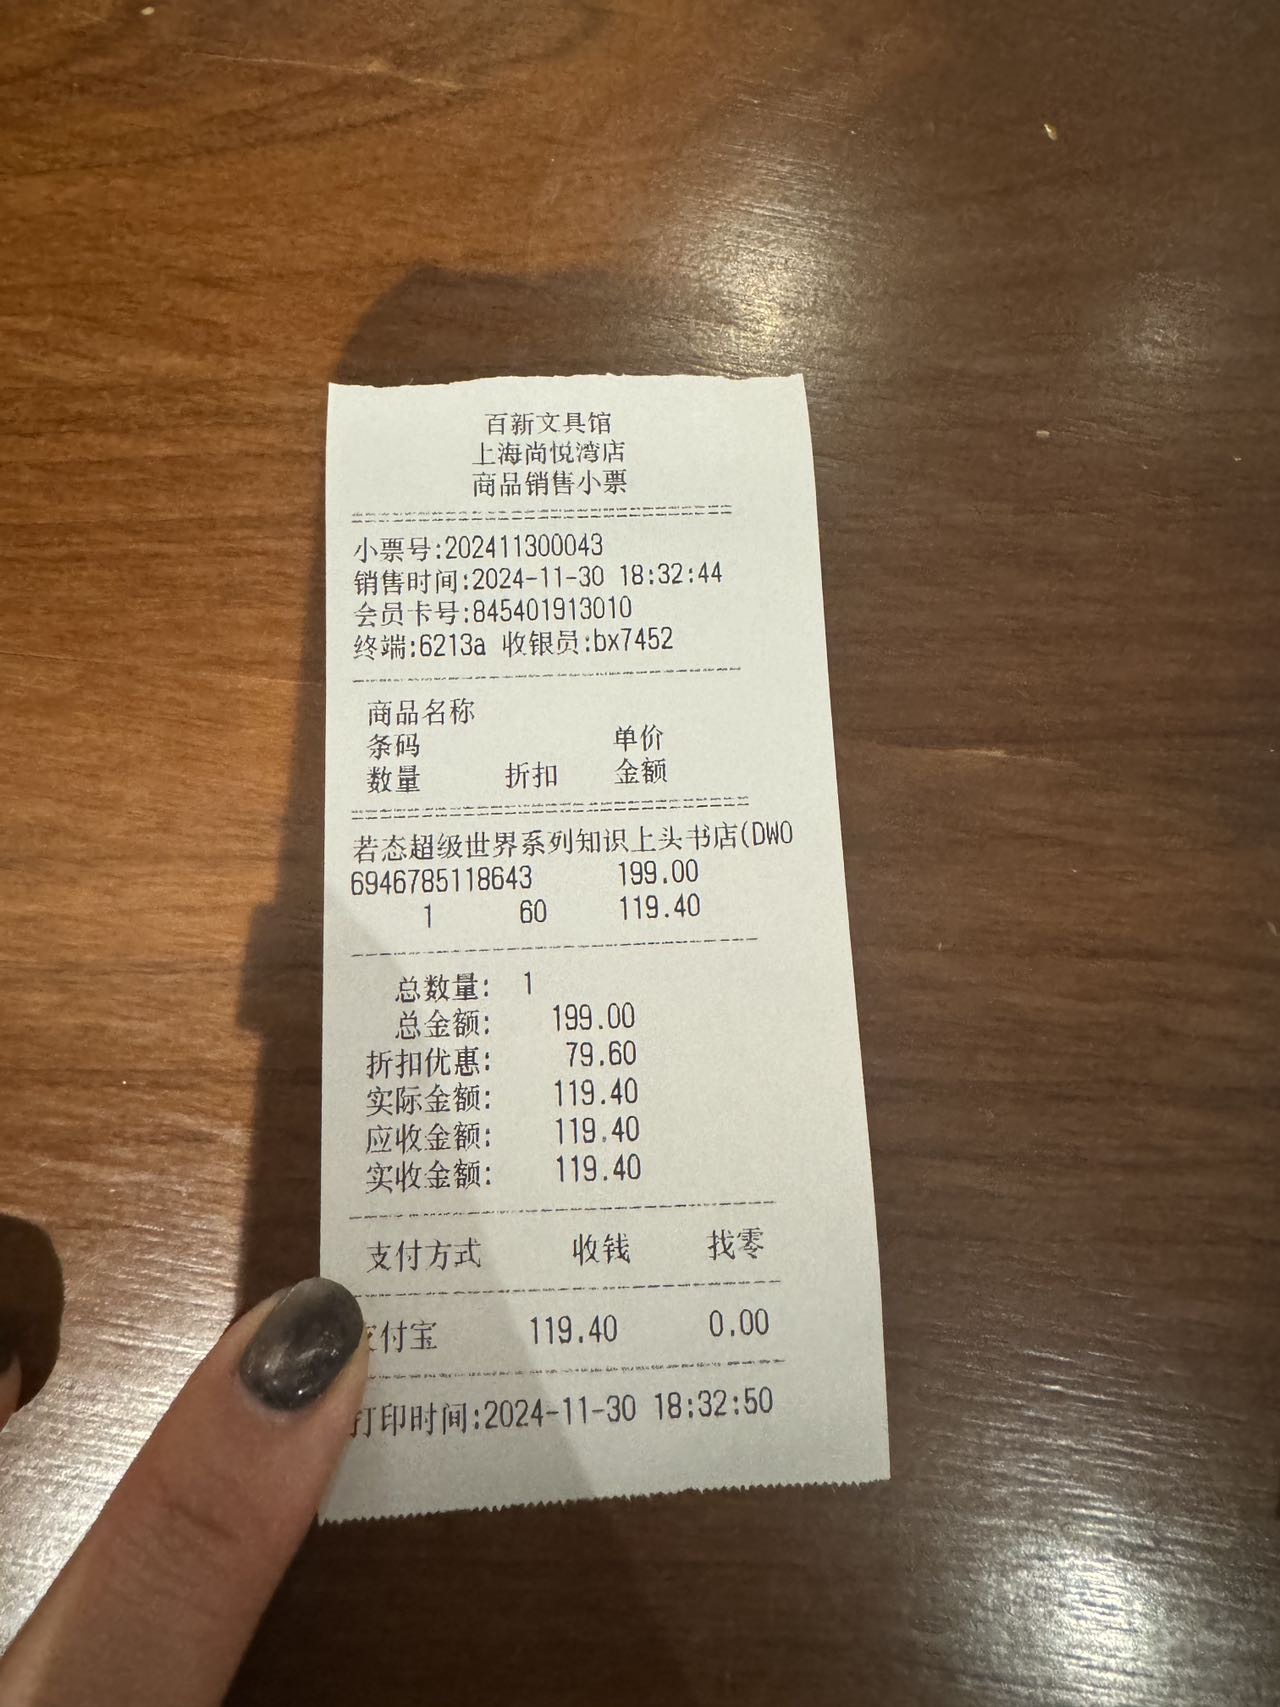 百新文具馆
上海尚悦湾店
商品销售小票
小票号:202411300043
销售时间:2024-11-30 18:32:44
会员卡号:845401913010
终端:6213a 收银员:bx7452
商品名称
条码 单价
数量 折扣 金额
若态超级世界系列知识上头书店(DW0
6946785118643 199.00
1 60 119.40
总数量: 1
总金额: 199.00
折扣优惠: 79.60
实际金额: 119.40
应收金额: 119.40
实收金额: 119.40
支付方式 收钱 找零
支付宝 119.40 0.00
打印时间:2024-11-30 18:32:50